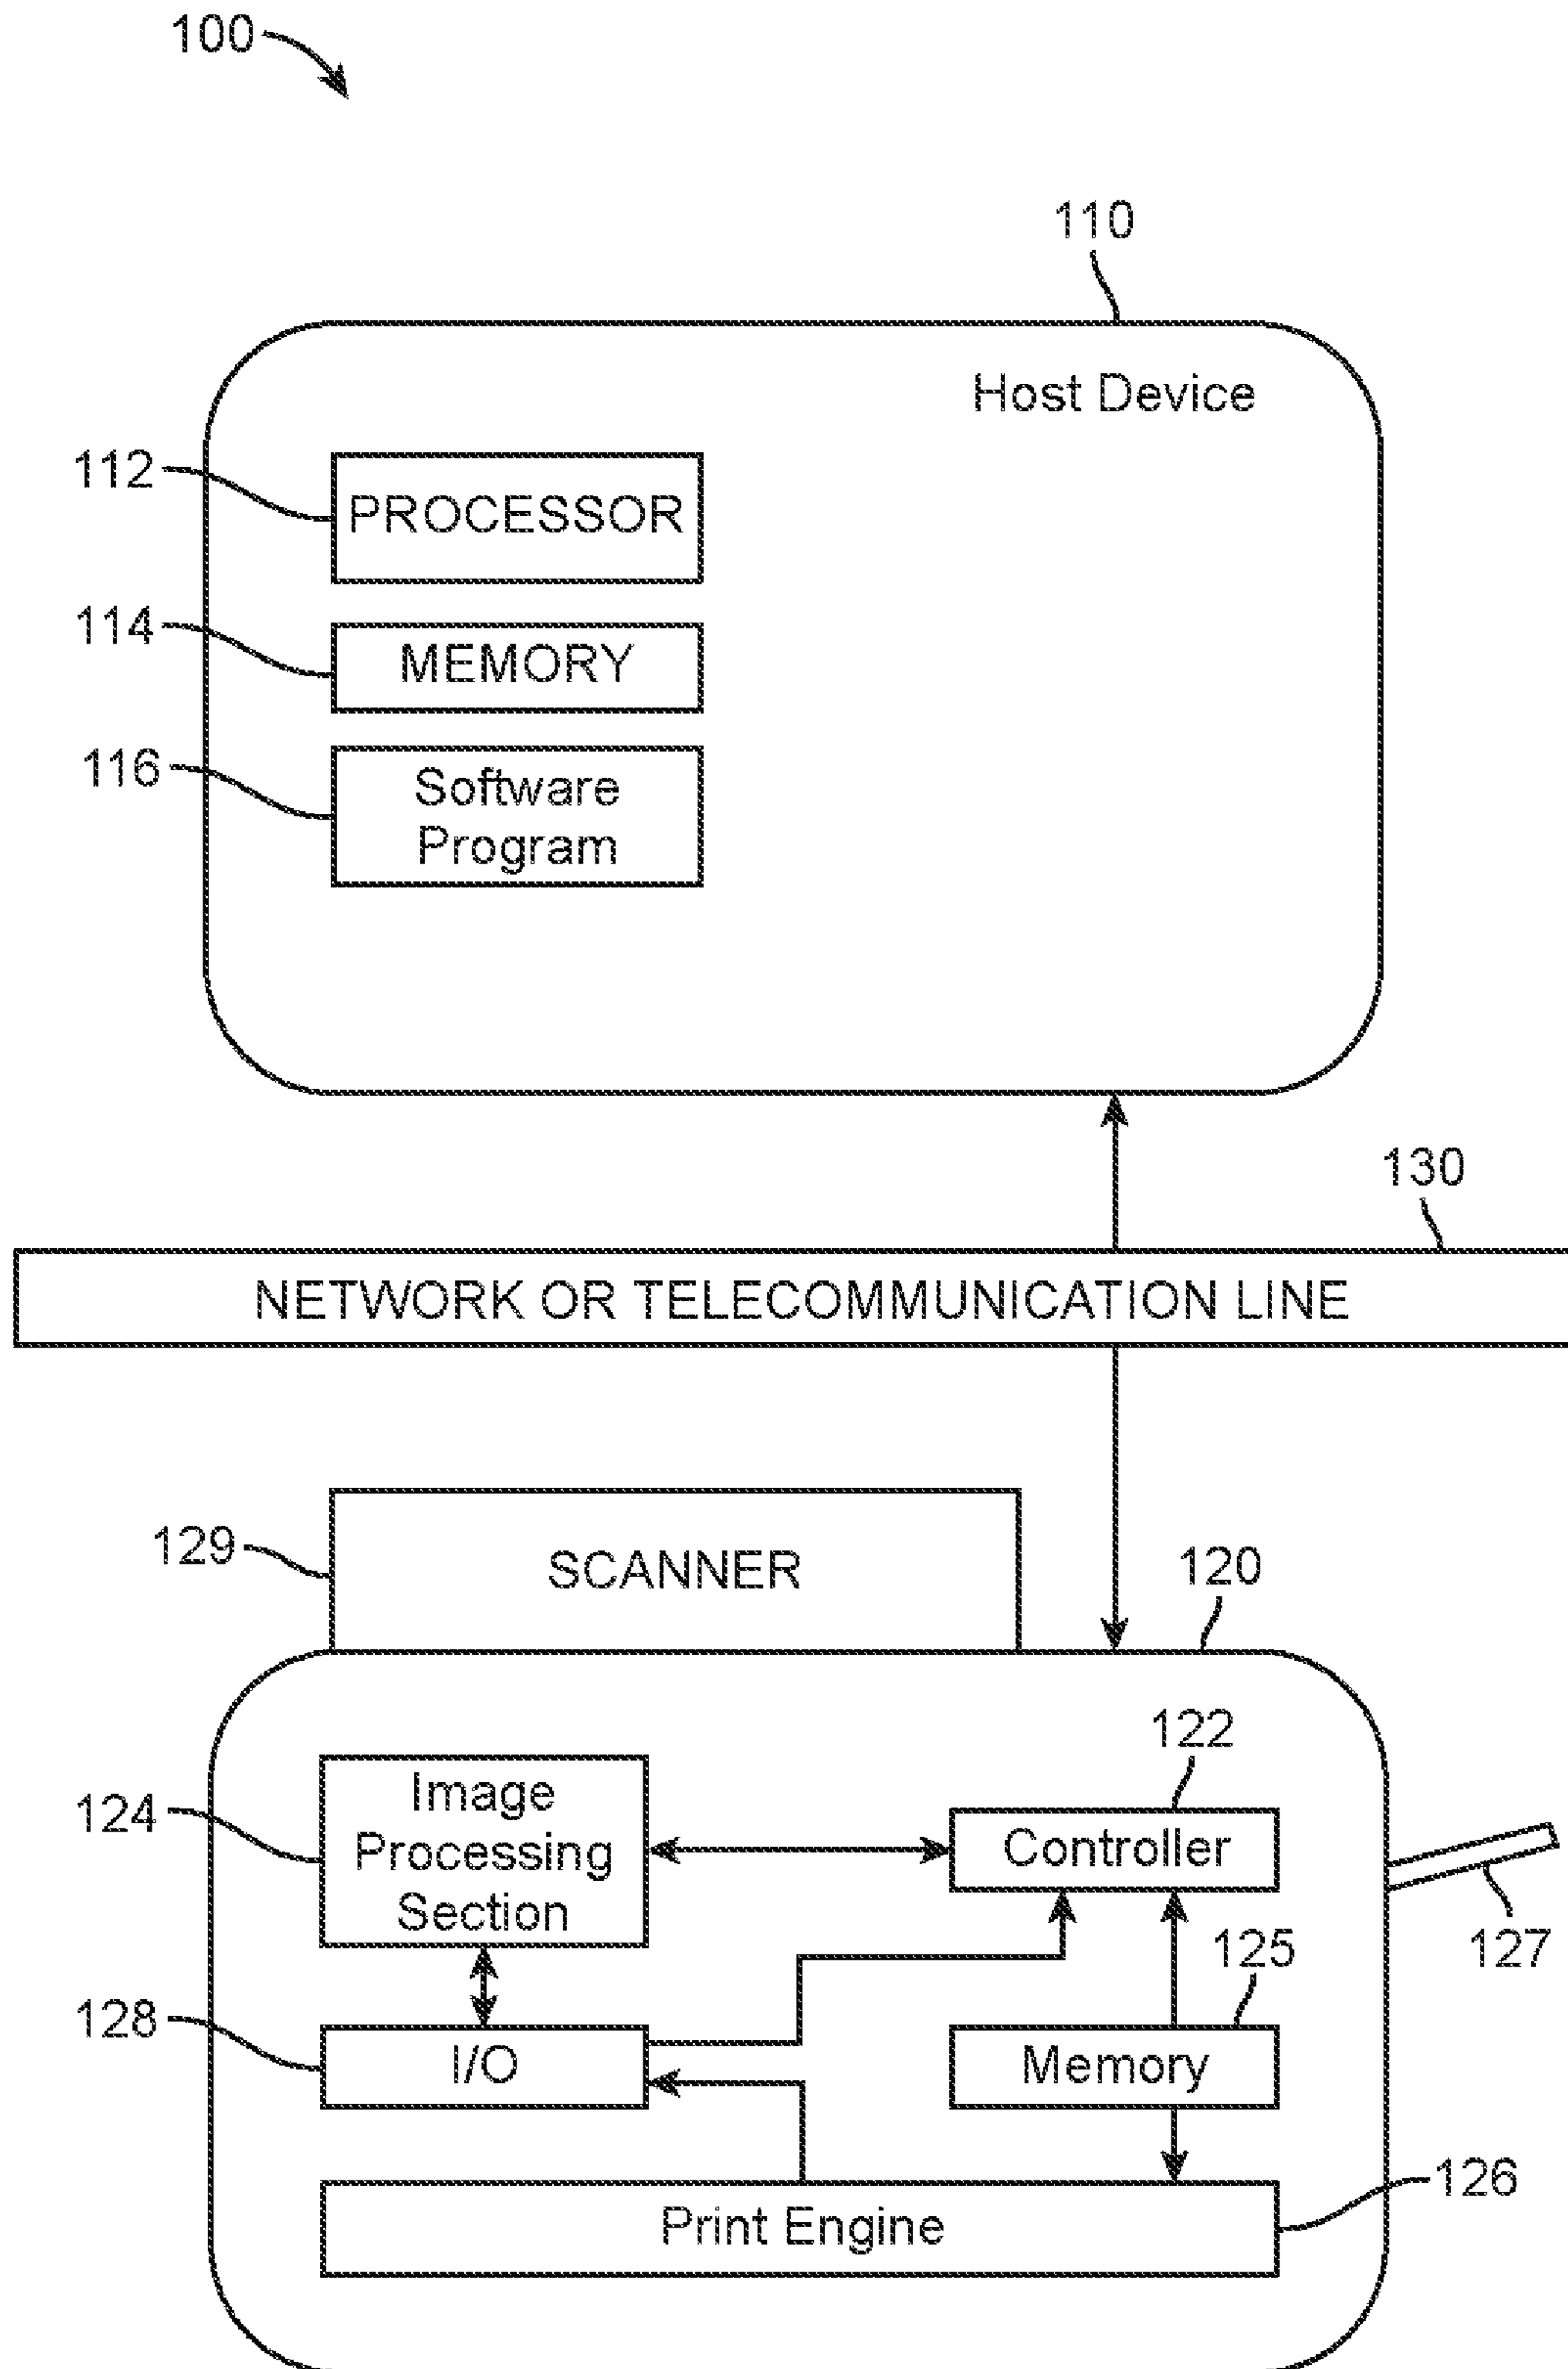 100
110
Host Device
112
PROCESSOR
114
MEMORY
116
Software
Program
130
NETWORK OR TELECOMMUNICATION LINE
129
SCANNER
120
122
124
Image
Processing
Section
Controller
127
125
128
I/O
Memory
126
Print Engine